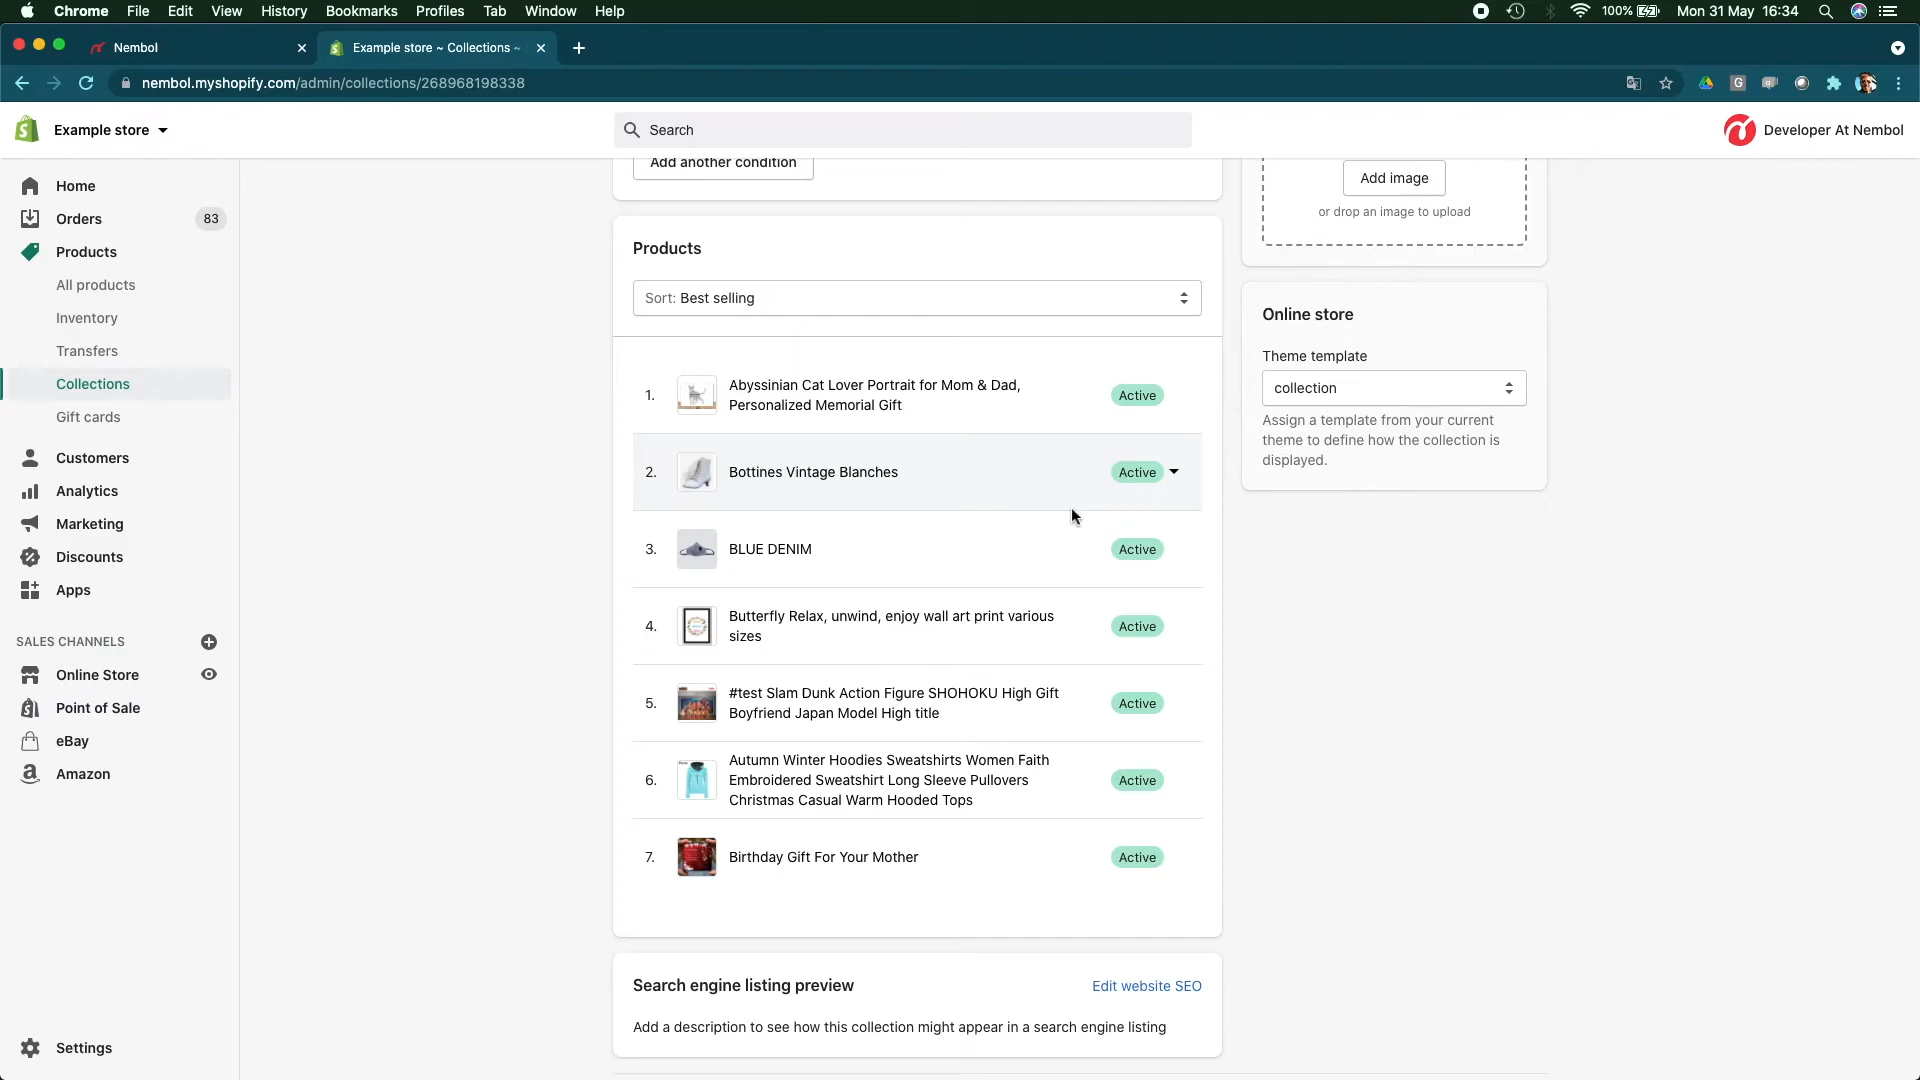 Chrome File Edit View History Bookmarks Profiles Tab Window Help 100% Mon 31 May 16:34
Nembol
Example store ~ Collections ~
nembol.myshopify.com/admin/collections/268968198338
Example store
Search
Developer At Nembol
Home
Orders 83
Products
All products
Inventory
Transfers
Collections
Gift cards
Customers
Analytics
Marketing
Discounts
Apps
SALES CHANNELS
Online Store
Point of Sale
eBay
Amazon
Settings
Add another condition
Products
Sort: Best selling
1. Abyssinian Cat Lover Portrait for Mom & Dad,
Personalized Memorial Gift
Active
2. Bottines Vintage Blanches Active
3. BLUE DENIM Active
4. Butterfly Relax, unwind, enjoy wall art print various
sizes
Active
5. #test Slam Dunk Action Figure SHOHOKU High Gift
Boyfriend Japan Model High title
Active
6. Autumn Winter Hoodies Sweatshirts Women Faith
Embroidered Sweatshirt Long Sleeve Pullovers
Christmas Casual Warm Hooded Tops
Active
7. Birthday Gift For Your Mother Active
Search engine listing preview Edit website SEO
Add a description to see how this collection might appear in a search engine listing
Add image
or drop an image to upload
Online store
Theme template
collection
Assign a template from your current
theme to define how the collection is
displayed.